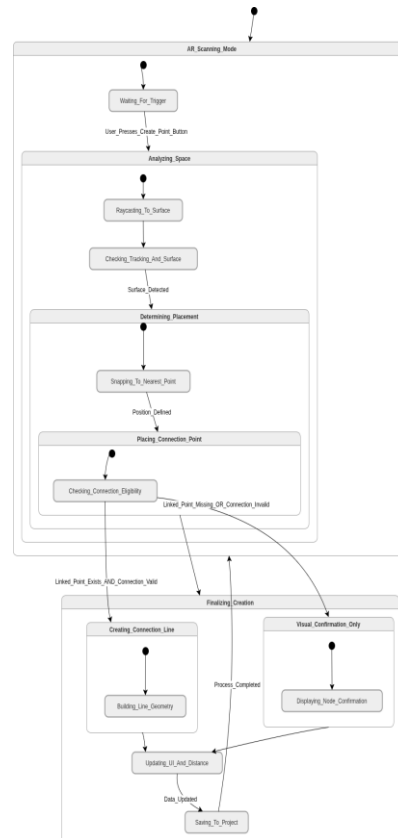 AR_Scanning_Mode
Waiting_For_Trigger
User_Presses_Create_Point_Button
Analyzing_Space
Raycasting_To_Surface
Checking_Tracking_And_Surface
Surface_Detected
Determining_Placement
Snapping_To_Nearest_Point
Position_Defined
Placing_Connection_Point
Checking_Connection_Eligibility
Linked_Point_Missing_OR_Connection_Invalid
Linked_Point_Exists_AND_Connection_Valid
Finalizing_Creation
Creating_Connection_Line
Visual_Confirmation_Only
Process_Completed
Building_Line_Geometry
Displaying_Node_Confirmation
Updating_UI_And_Distance
Data_Updated
Saving_To_Project